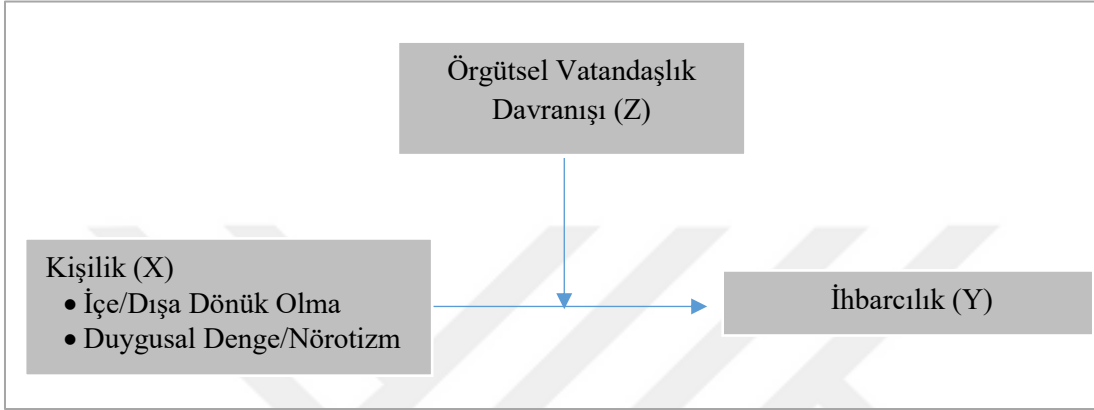 Örgütsel Vatandaşlık
Davranışı (Z)
Kişilik (X)
• İçe/Dışa Dönük Olma
• Duygusal Denge/Nörotizm
İhbarcılık (Y)